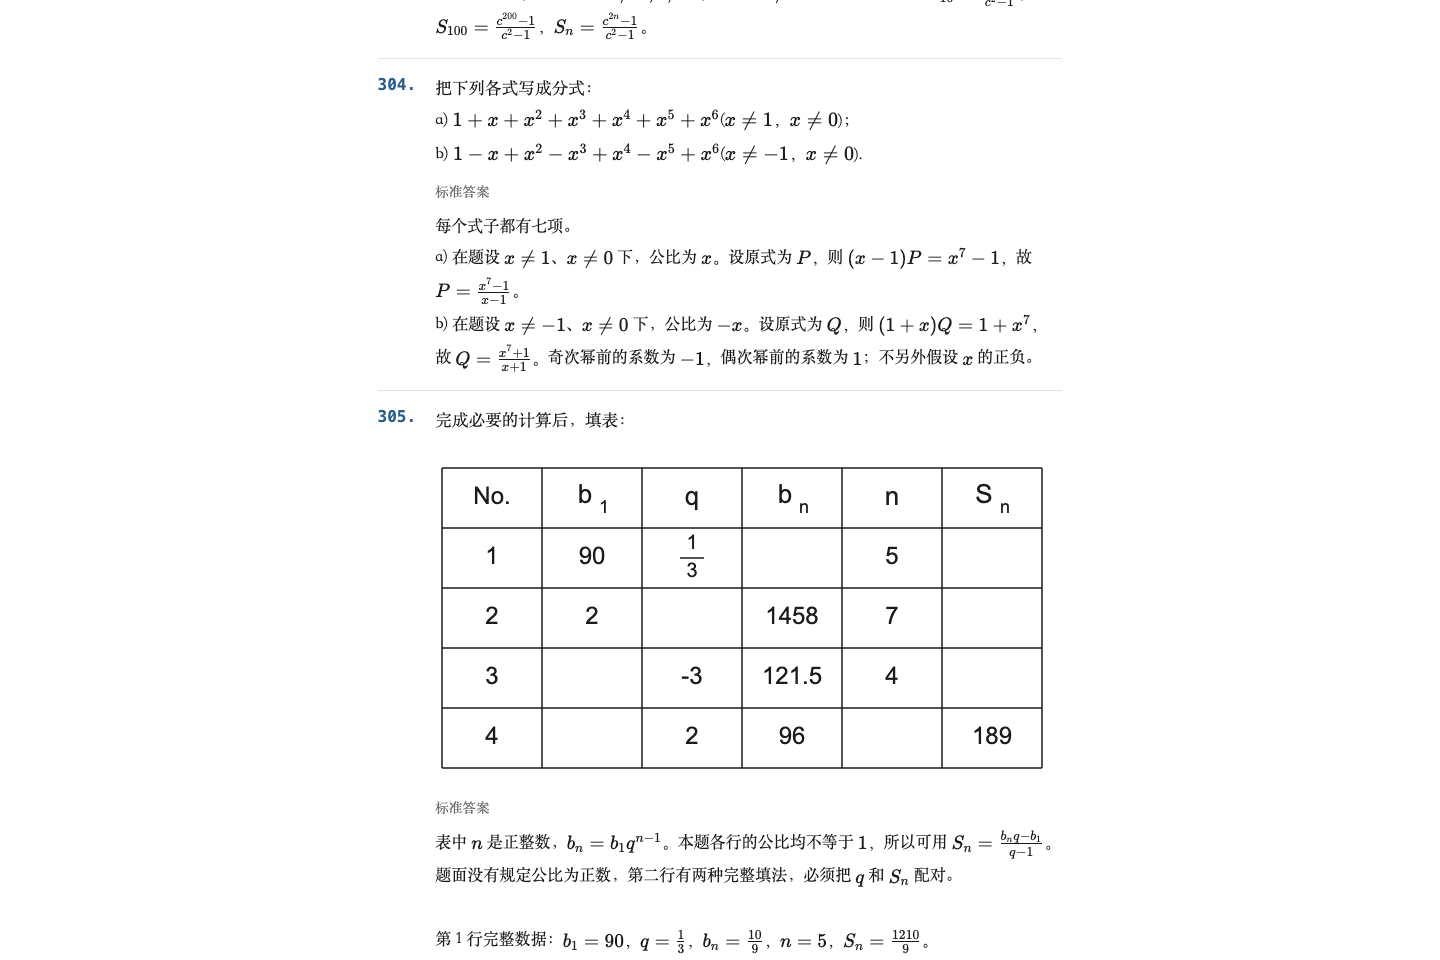 S₁₀₀ = (c²⁰⁰−1)/(c²−1)，Sₙ = (c²ⁿ−1)/(c²−1)。
304. 把下列各式写成分式：
a) 1 + x + x² + x³ + x⁴ + x⁵ + x⁶(x ≠ 1，x ≠ 0)；
b) 1 − x + x² − x³ + x⁴ − x⁵ + x⁶(x ≠ −1，x ≠ 0).
标准答案
每个式子都有七项。
a) 在题设 x ≠ 1、x ≠ 0 下，公比为 x。设原式为 P，则 (x − 1)P = x⁷ − 1，故
P = (x⁷−1)/(x−1)。
b) 在题设 x ≠ −1、x ≠ 0 下，公比为 −x。设原式为 Q，则 (1 + x)Q = 1 + x⁷，
故 Q = (x⁷+1)/(x+1)。奇次幂前的系数为 −1，偶次幂前的系数为 1；不另外假设 x 的正负。
305. 完成必要的计算后，填表：
No. b₁ q bₙ n Sₙ
1 90 1/3 5
2 2 1458 7
3 -3 121.5 4
4 2 96 189
标准答案
表中 n 是正整数，bₙ = b₁qⁿ⁻¹。本题各行的公比均不等于 1，所以可用 Sₙ = (bₙq−b₁)/(q−1)。
题面没有规定公比为正数，第二行有两种完整填法，必须把 q 和 Sₙ 配对。
第 1 行完整数据：b₁ = 90，q = 1/3，bₙ = 10/9，n = 5，Sₙ = 1210/9。